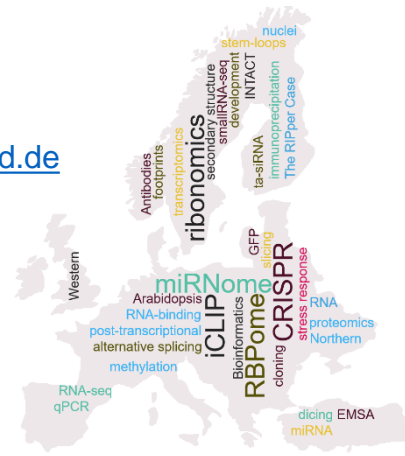 nuclei
stem-loops
INTACT
development
smallRNA-seq
secondary structure
immunoprecipitation
The RIPper Case
ta-siRNA
ribonomics
transcriptomics
footprints
Antibodies
d.de
Western
GFP
slicing
CRISPR
stress response
miRNome
Arabidopsis
RNA-binding
post-transcriptional
alternative splicing
methylation
iCLIP
Bioinformatics
RBPome
cloning
RNA
proteomics
Northern
RNA-seq
qPCR
dicing EMSA
miRNA